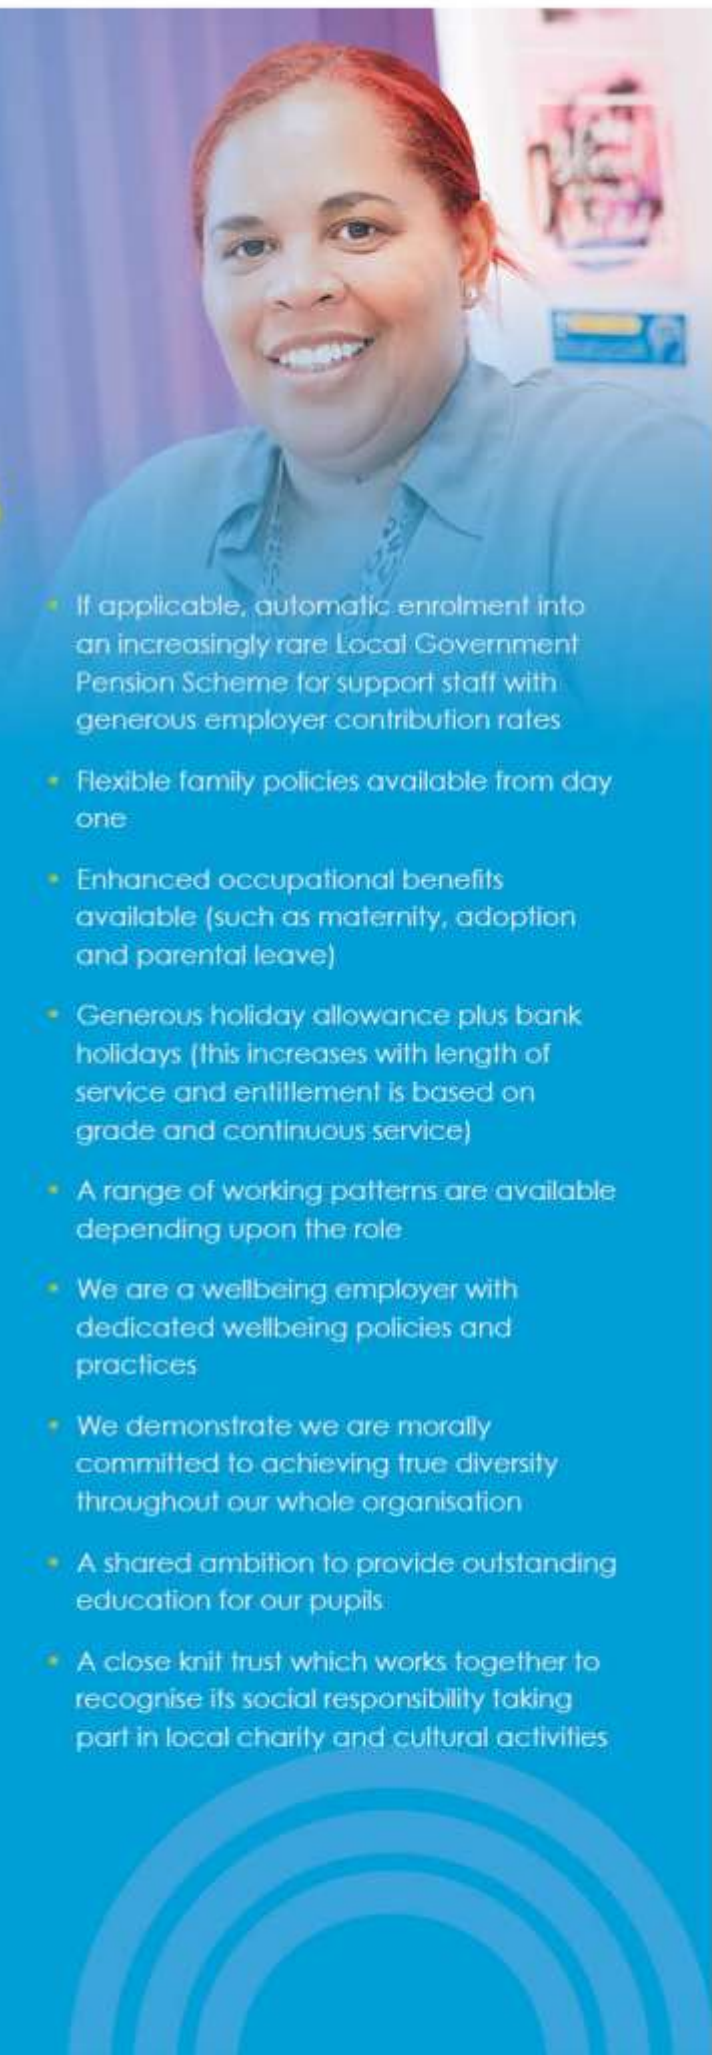 • If applicable, automatic enrolment into
an increasingly rare Local Government
Pension Scheme for support staff with
generous employer contribution rates
• Flexible family policies available from day
one
• Enhanced occupational benefits
available (such as maternity, adoption
and parental leave)
• Generous holiday allowance plus bank
holidays (this increases with length of
service and entitlement is based on
grade and continuous service)
• A range of working patterns are available
depending upon the role
• We are a wellbeing employer with
dedicated wellbeing policies and
practices
• We demonstrate we are morally
committed to achieving true diversity
throughout our whole organisation
• A shared ambition to provide outstanding
education for our pupils
• A close knit trust which works together to
recognise its social responsibility taking
part in local charity and cultural activities